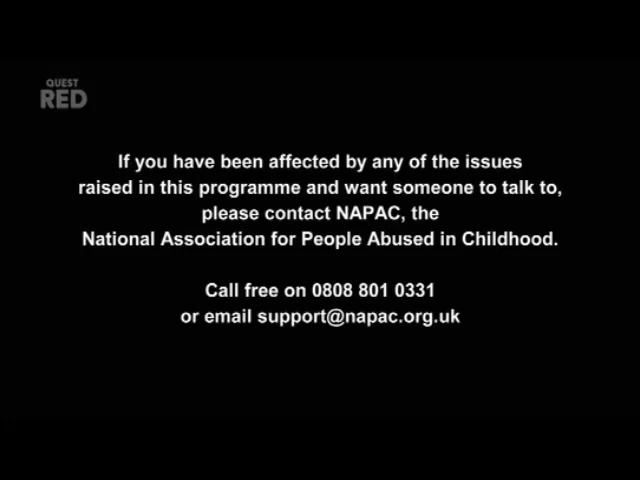 QUEST
RED
If you have been affected by any of the issues
raised in this programme and want someone to talk to,
please contact NAPAC, the
National Association for People Abused in Childhood.
Call free on 0808 801 0331
or email support@napac.org.uk